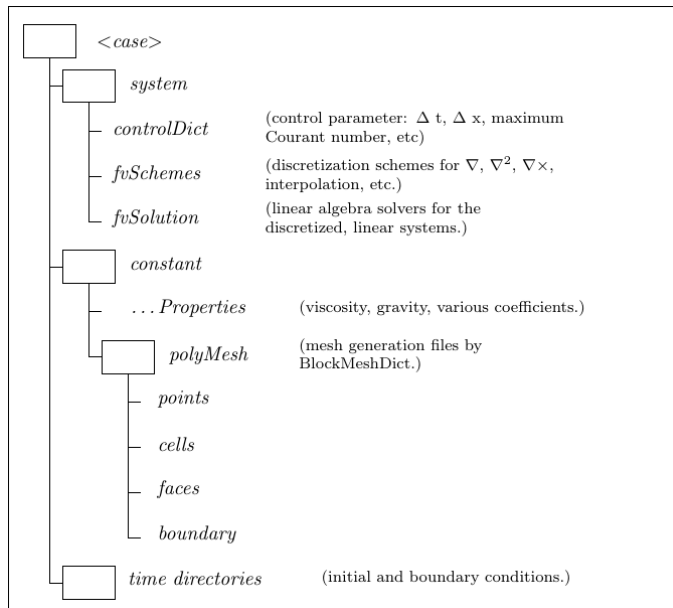 <case>
system
controlDict (control parameter: Δ t, Δ x, maximum
Courant number, etc)
fvSchemes (discretization schemes for ∇, ∇², ∇×,
interpolation, etc.)
fvSolution (linear algebra solvers for the
discretized, linear systems.)
constant
...Properties (viscosity, gravity, various coefficients.)
polyMesh (mesh generation files by
BlockMeshDict.)
points
cells
faces
boundary
time directories (initial and boundary conditions.)